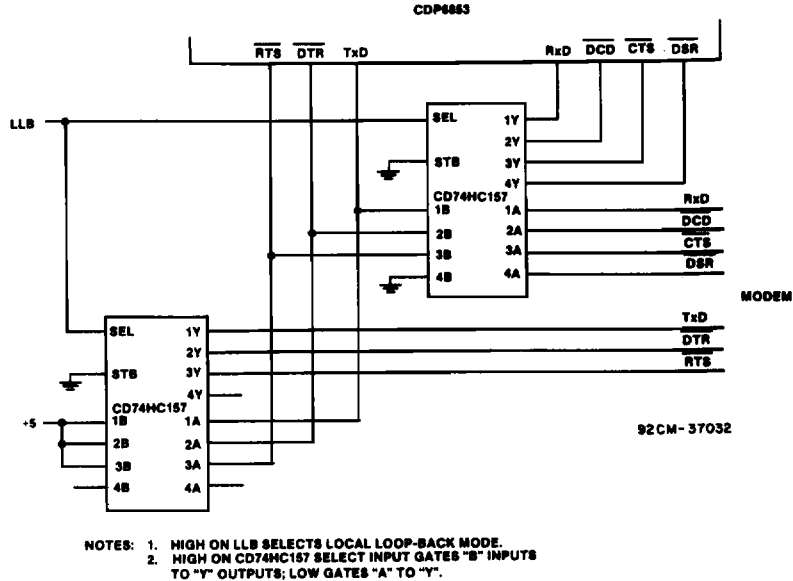 CDP6853
RTS DTR TxD RxD DCD CTS DSR
LLB
SEL 1Y
2Y
STB 3Y
4Y
CD74HC157 RxD
1B 1A
DCD
2B 2A
CTS
3B 3A
DSR
4B 4A
MODEM
TxD
SEL 1Y
DTR
2Y
RTS
STB 3Y
4Y
CD74HC157
+5 1B 1A
92CM-37032
2B 2A
3B 3A
4B 4A
NOTES: 1. HIGH ON LLB SELECTS LOCAL LOOP-BACK MODE.
2. HIGH ON CD74HC157 SELECT INPUT GATES "B" INPUTS
TO "Y" OUTPUTS; LOW GATES "A" TO "Y".